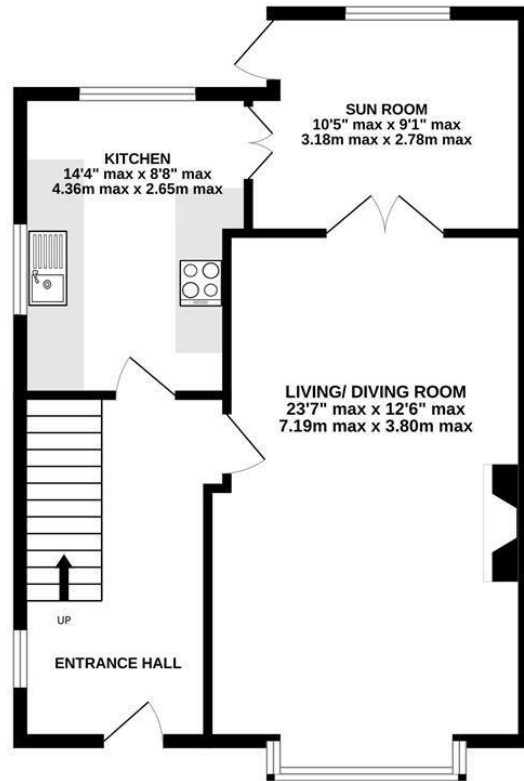 SUN ROOM
10'5" max x 9'1" max
3.18m max x 2.78m max
KITCHEN
14'4" max x 8'8" max
4.36m max x 2.65m max
LIVING/ DIVING ROOM
23'7" max x 12'6" max
7.19m max x 3.80m max
UP
ENTRANCE HALL